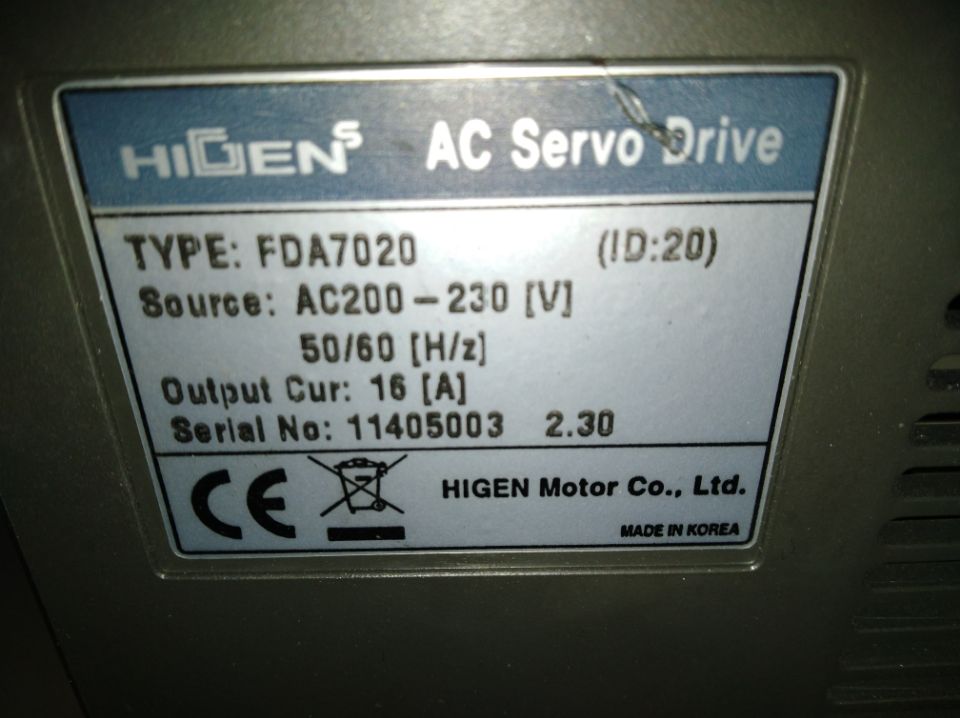 HIGEN S AC Servo Drive
TYPE: FDA7020 (ID:20)
Source: AC200-230 [V]
50/60 [H/z]
Output Cur: 16 [A]
Serial No: 11405003 2.30
CE HIGEN Motor Co., Ltd.
MADE IN KOREA